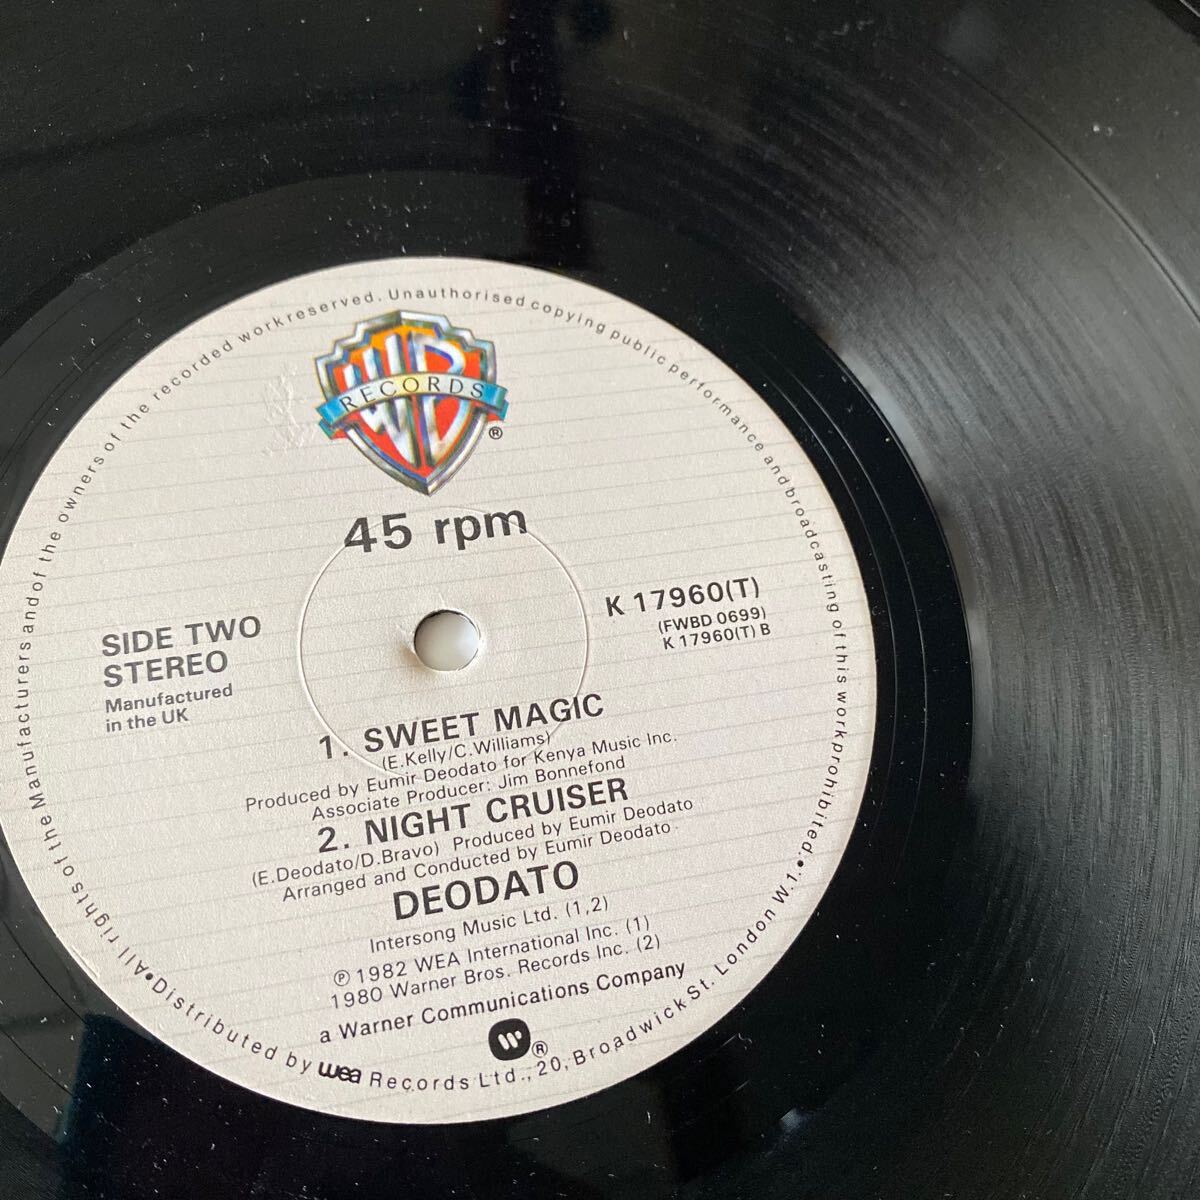 All rights of the Manufacturers and of the owners of the recorded work reserved. Unauthorised copying public performance and broadcasting of this work prohibited.
WB
RECORDS
®
45 rpm
K 17960(T)
(FWBD 0699)
K 17960(T) B
SIDE TWO
STEREO
Manufactured
in the UK
1. SWEET MAGIC
(E.Kelly/C.Williams)
Produced by Eumir Deodato for Kenya Music Inc.
Associate Producer: Jim Bonnefond
2. NIGHT CRUISER
(E.Deodato/D.Bravo) Produced by Eumir Deodato
Arranged and Conducted by Eumir Deodato
DEODATO
Intersong Music Ltd. (1,2)
℗ 1982 WEA International Inc. (1)
1980 Warner Bros. Records Inc. (2)
a Warner Communications Company
®
•Distributed by wea Records Ltd., 20, Broadwick St. London W.1.•